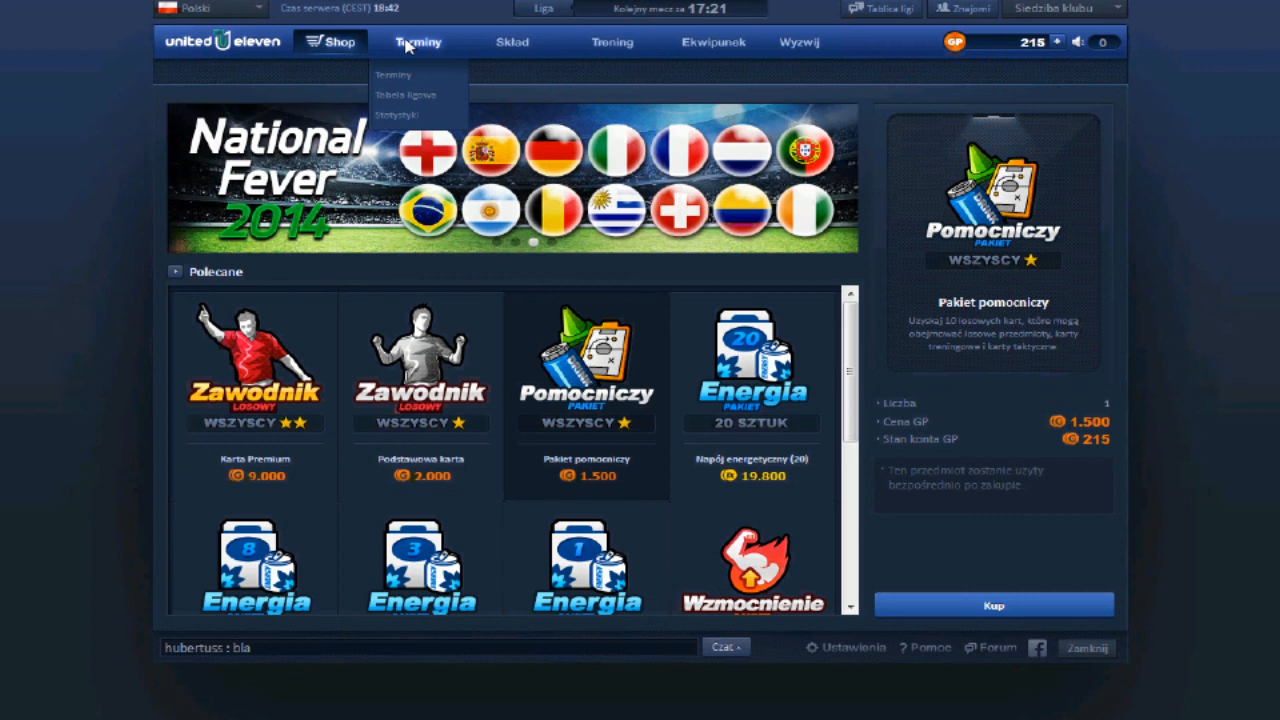 Polski
Czas serwera (CEST) 18:42
Liga
Kolejny mecz za 17:21
Tablica ligi
Znajomi
Siedziba klubu
united eleven
Shop
Terminy
Skład
Trening
Ekwipunek
Wyzwij
GP
215
+
0
Terminy
Tabela ligowa
Statystyki
National
Fever
2014
Polecane
Zawodnik
LOSOWY
WSZYSCY
Karta Premium
9.000
Zawodnik
LOSOWY
WSZYSCY
Podstawowa karta
2.000
Pomocniczy
PAKIET
WSZYSCY
Pakiet pomocniczy
1.500
20
Energia
PAKIET
20 SZTUK
Napój energetyczny (20)
19.800
8
Energia
3
Energia
1
Energia
Wzmocnienie
Pomocniczy
PAKIET
WSZYSCY
Pakiet pomocniczy
Uzyskaj 10 losowych kart, które mogą
obejmować losowe przedmioty, karty
treningowe i karty taktyczne.
Liczba 1
Cena GP 1.500
Stan konta GP 215
* Ten przedmiot zostanie użyty
bezpośrednio po zakupie.
Kup
hubertuss : bla
Czat
Ustawienia
? Pomoc
Forum
Zamknij